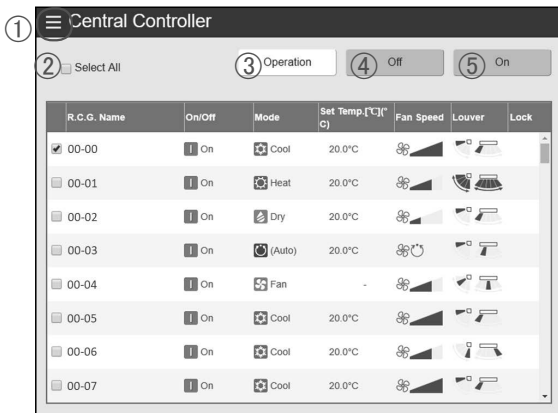 ① Central Controller
② Select All ③ Operation ④ Off ⑤ On
R.C.G. Name On/Off Mode Set Temp.[℃](° C) Fan Speed Louver Lock
00-00 On Cool 20.0°C
00-01 On Heat 20.0°C
00-02 On Dry 20.0°C
00-03 On (Auto) 20.0°C
00-04 On Fan -
00-05 On Cool 20.0°C
00-06 On Cool 20.0°C
00-07 On Cool 20.0°C